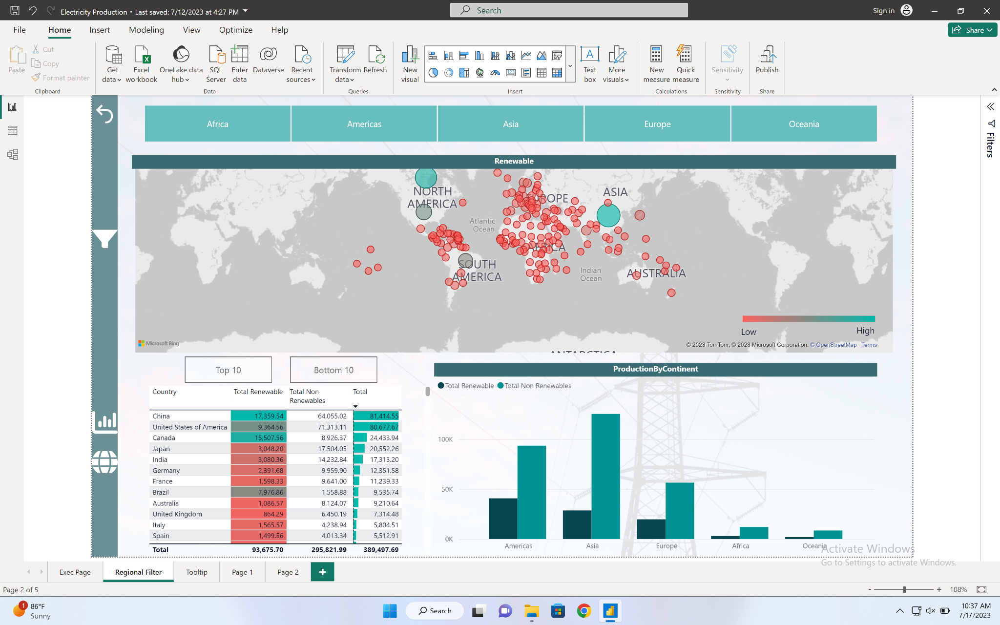 Electricity Production • Last saved: 7/12/2023 at 4:27 PM
Search
Sign in
File Home Insert Modeling View Optimize Help
Share
Paste
Cut
Copy
Format painter
Clipboard
Get data
Excel workbook
OneLake data hub
SQL Server
Enter data
Dataverse
Recent sources
Data
Transform data
Refresh
Queries
New visual
123
Insert
A
Text box
More visuals
New measure
Quick measure
Calculations
Sensitivity
Sensitivity
Publish
Share
Filters
Africa Americas Asia Europe Oceania
Renewable
NORTH AMERICA
ASIA
Atlantic Ocean
SOUTH AMERICA
Indian Ocean
AUSTRALIA
Low High
Microsoft Bing
© 2023 TomTom, © 2023 Microsoft Corporation, © OpenStreetMap Terms
Top 10 Bottom 10
Country Total Renewable Total Non Renewables Total
China 17,359.54 64,055.02 81,414.55
United States of America 9,364.56 71,313.11 80,677.67
Canada 15,507.56 8,926.37 24,433.94
Japan 3,048.20 17,504.05 20,552.26
India 3,080.36 14,232.84 17,313.20
Germany 2,391.68 9,959.90 12,351.58
France 1,598.33 9,641.00 11,239.33
Brazil 7,976.86 1,558.88 9,535.74
Australia 1,086.57 8,124.07 9,210.64
United Kingdom 864.29 6,450.19 7,314.48
Italy 1,565.57 4,238.94 5,804.51
Spain 1,499.56 4,013.34 5,512.91
Total 93,675.70 295,821.99 389,497.69
ProductionByContinent
Total Renewable Total Non Renewables
100K
50K
0K
Americas Asia Europe Africa Oceania
Activate Windows
Go to Settings to activate Windows.
Exec Page Regional Filter Tooltip Page 1 Page 2 +
Page 2 of 5
- + 108%
1
86°F
Sunny
Search
10:37 AM
7/17/2023